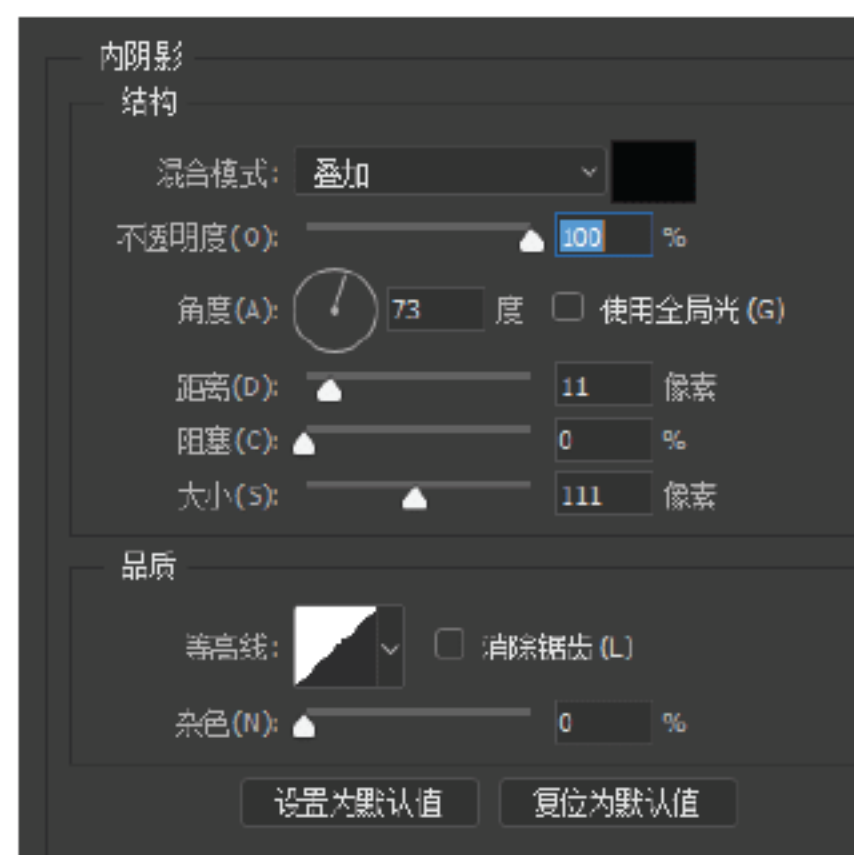 内阴影
结构
混合模式: 叠加
不透明度(O): 100 %
角度(A): 73 度 使用全局光(G)
距离(D): 11 像素
阻塞(C): 0 %
大小(S): 111 像素
品质
等高线: 消除锯齿(L)
杂色(N): 0 %
设置为默认值 复位为默认值